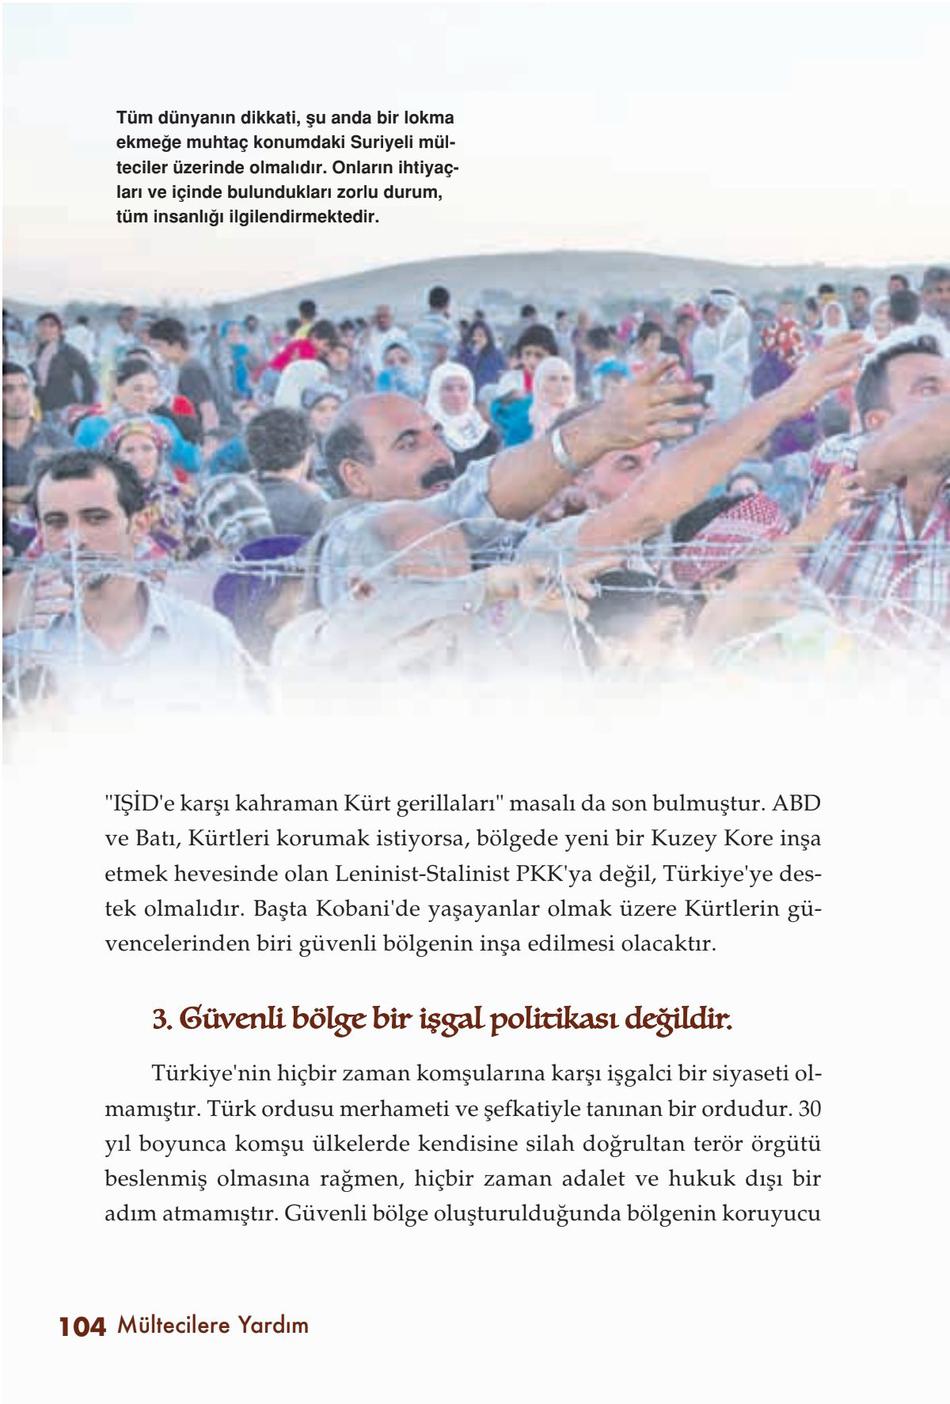 Tüm dünyanın dikkati, şu anda bir lokma
ekmeğe muhtaç konumdaki Suriyeli mül-
teciler üzerinde olmalıdır. Onların ihtiyaç-
ları ve içinde bulundukları zorlu durum,
tüm insanlığı ilgilendirmektedir.
"IŞİD'e karşı kahraman Kürt gerillaları" masalı da son bulmuştur. ABD
ve Batı, Kürtleri korumak istiyorsa, bölgede yeni bir Kuzey Kore inşa
etmek hevesinde olan Leninist-Stalinist PKK'ya değil, Türkiye'ye des-
tek olmalıdır. Başta Kobani'de yaşayanlar olmak üzere Kürtlerin gü-
vencelerinden biri güvenli bölgenin inşa edilmesi olacaktır.
3. Güvenli bölge bir işgal politikası değildir.
Türkiye'nin hiçbir zaman komşularına karşı işgalci bir siyaseti ol-
mamıştır. Türk ordusu merhameti ve şefkatiyle tanınan bir ordudur. 30
yıl boyunca komşu ülkelerde kendisine silah doğrultan terör örgütü
beslenmiş olmasına rağmen, hiçbir zaman adalet ve hukuk dışı bir
adım atmamıştır. Güvenli bölge oluşturulduğunda bölgenin koruyucu
104 Mültecilere Yardım